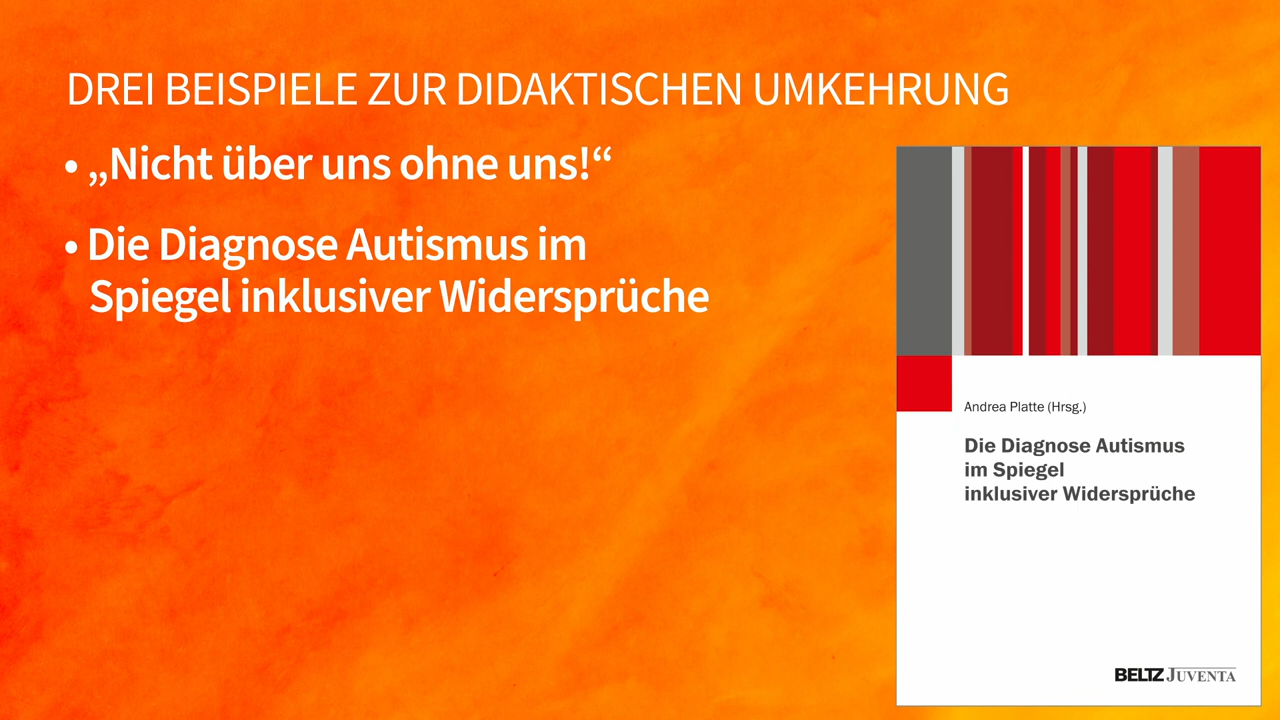 DREI BEISPIELE ZUR DIDAKTISCHEN UMKEHRUNG
• „Nicht über uns ohne uns!“
• Die Diagnose Autismus im
Spiegel inklusiver Widersprüche
Andrea Platte (Hrsg.)
Die Diagnose Autismus
im Spiegel
inklusiver Widersprüche
BELTZ JUVENTA